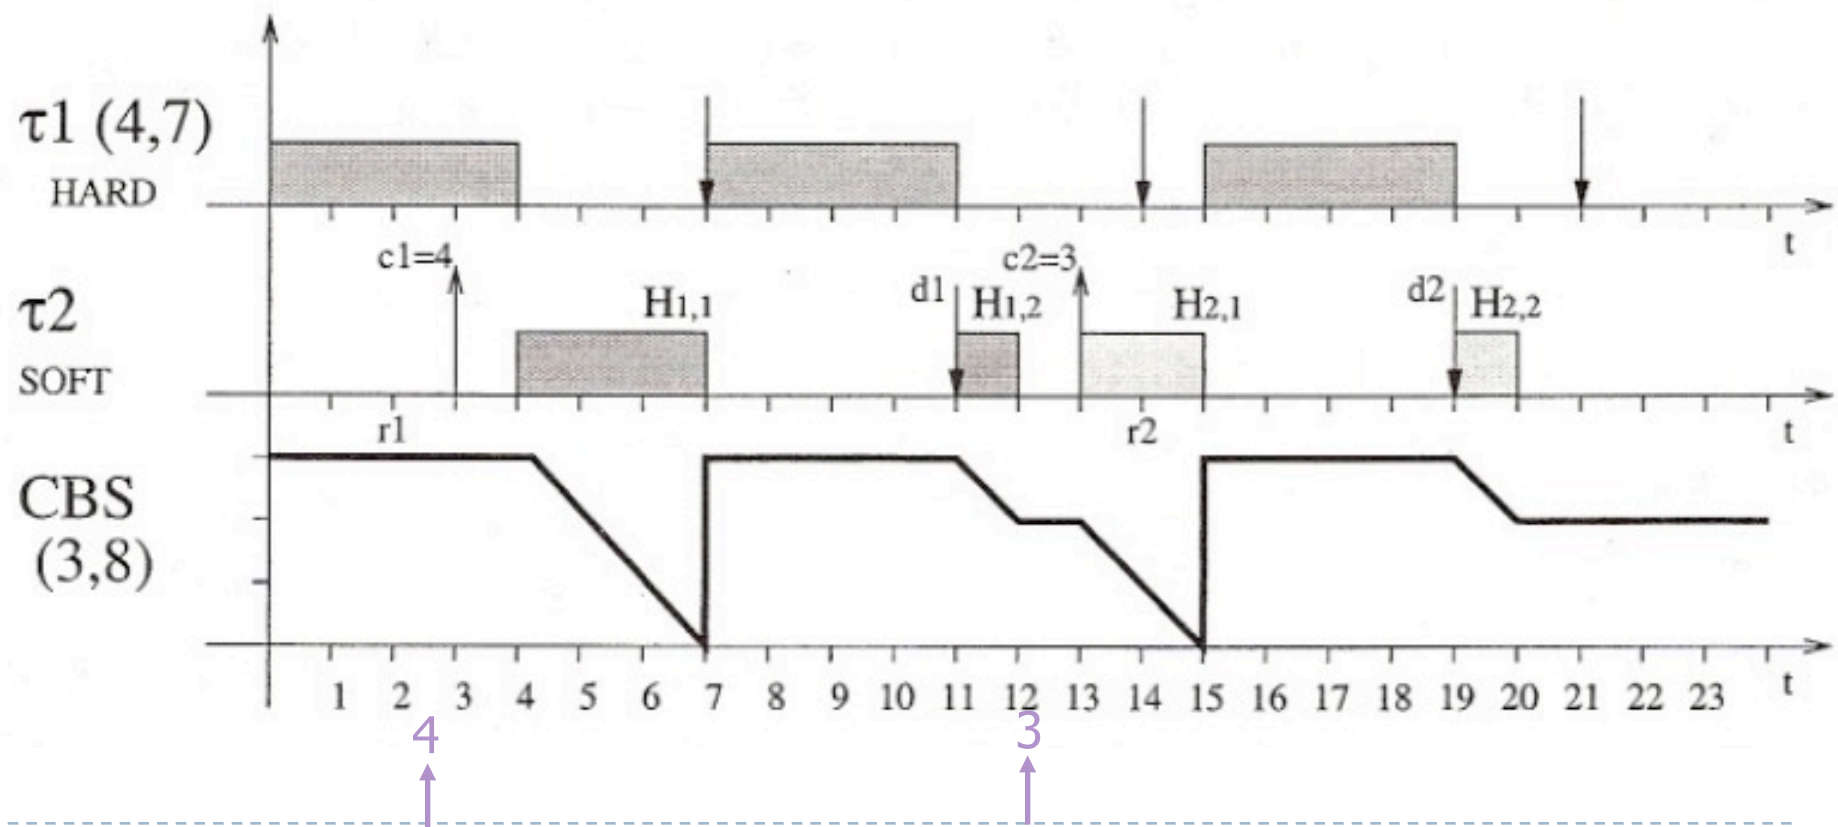 τ1 (4,7)
HARD
t
c1=4
c2=3
τ2
SOFT
H1,1
d1
H1,2
H2,1
d2
H2,2
r1
r2
t
CBS
(3,8)
1 2 3 4 5 6 7 8 9 10 11 12 13 14 15 16 17 18 19 20 21 22 23
t
4
3